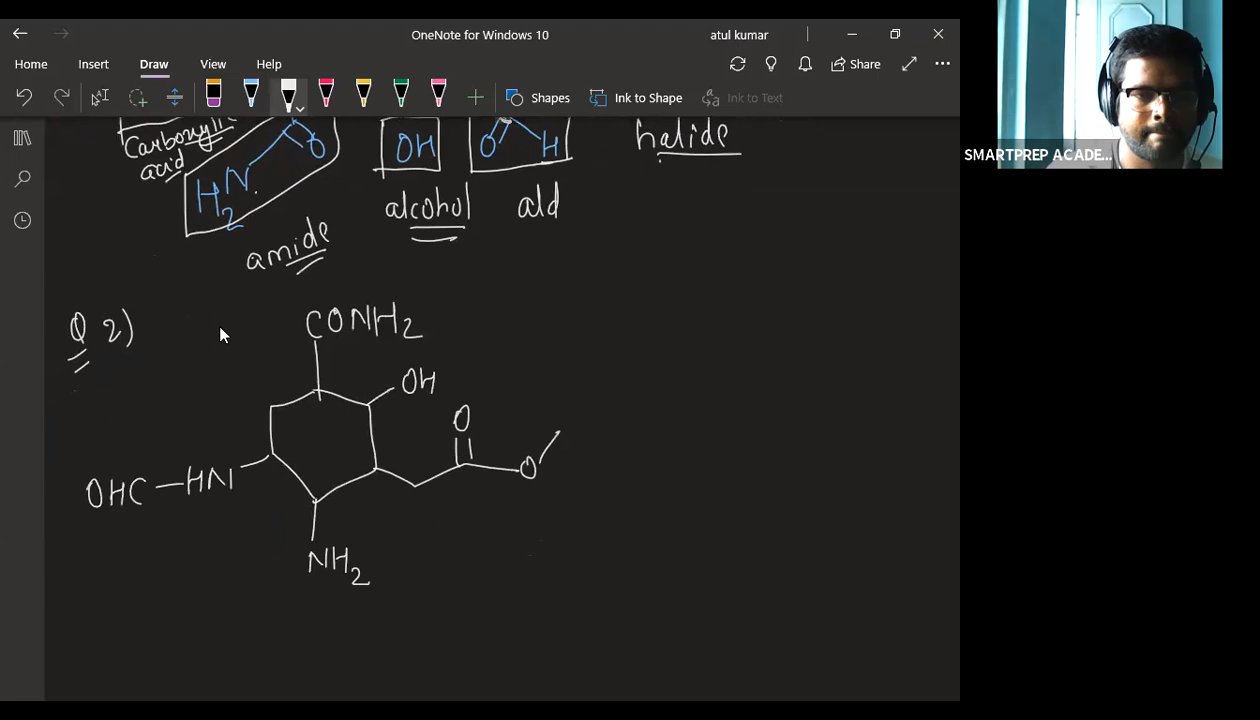 OneNote for Windows 10
atul kumar
Home Insert Draw View Help
Share
Shapes
Ink to Shape
Ink to Text
Carboxylic
acid
O
H2N
amide
OH
alcohol
O H
ald
halide
SMARTPREP ACADE...
Q 2)
CONH2
OH
O
O
OHC-HN
NH2